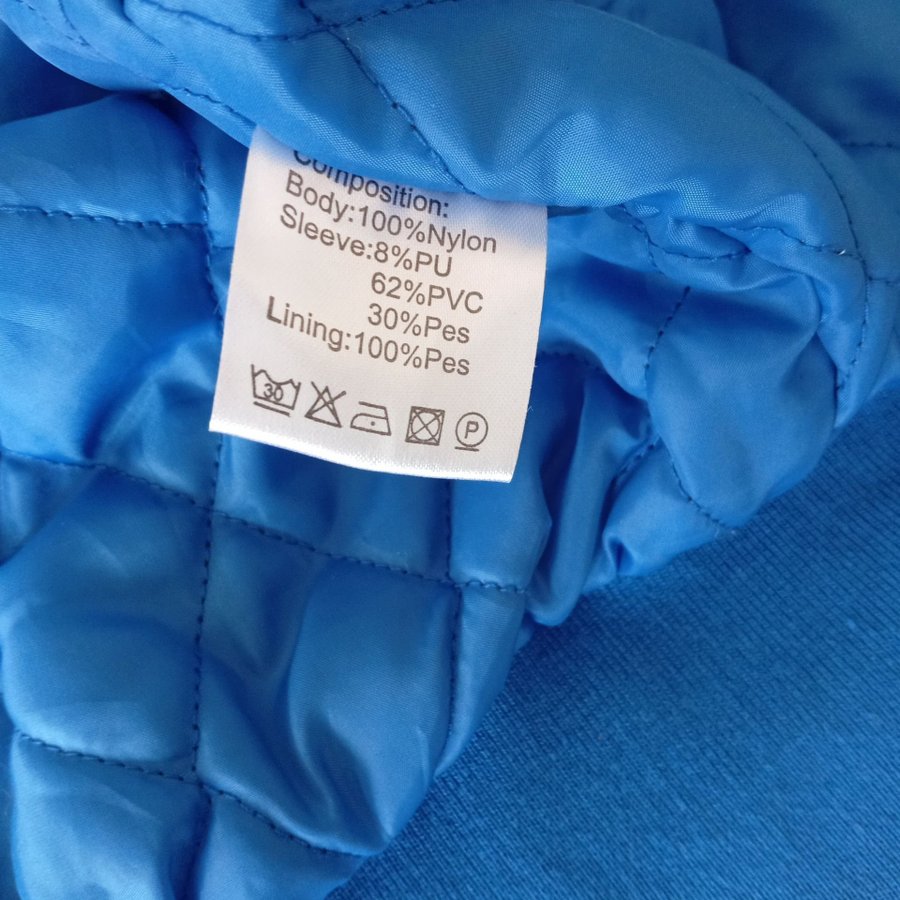 Composition:
Body:100%Nylon
Sleeve:8%PU
62%PVC
30%Pes
Lining:100%Pes
30 P